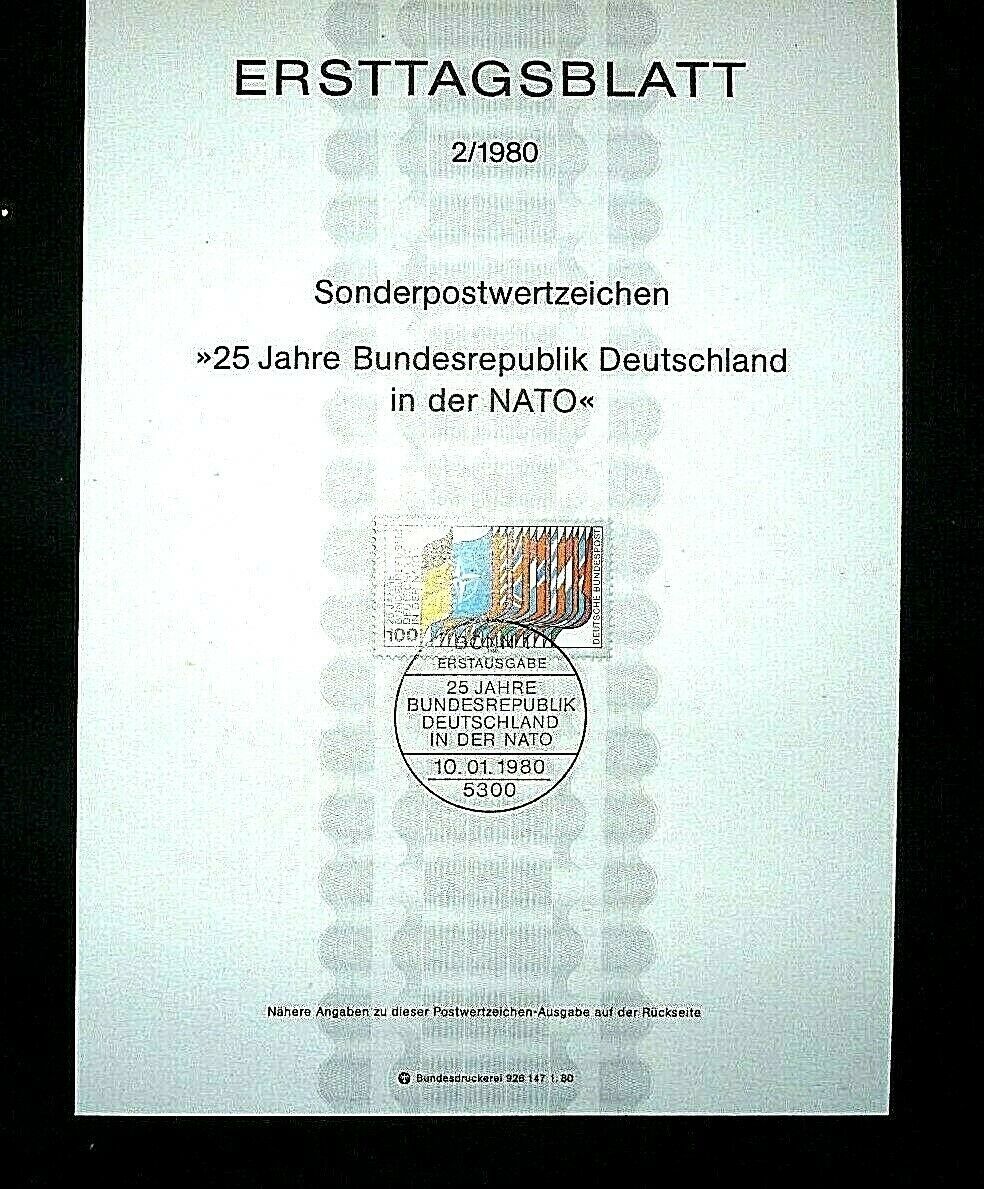 ERSTTAGSBLATT
2/1980
Sonderpostwertzeichen
»25 Jahre Bundesrepublik Deutschland
in der NATO«
100
DEUTSCHE BUNDESPOST
BONN 1
ERSTAUSGABE
25 JAHRE
BUNDESREPUBLIK
DEUTSCHLAND
IN DER NATO
10.01.1980
5300
Nähere Angaben zu dieser Postwertzeichen-Ausgabe auf der Rückseite
Bundesdruckerei 926 147 1. 80